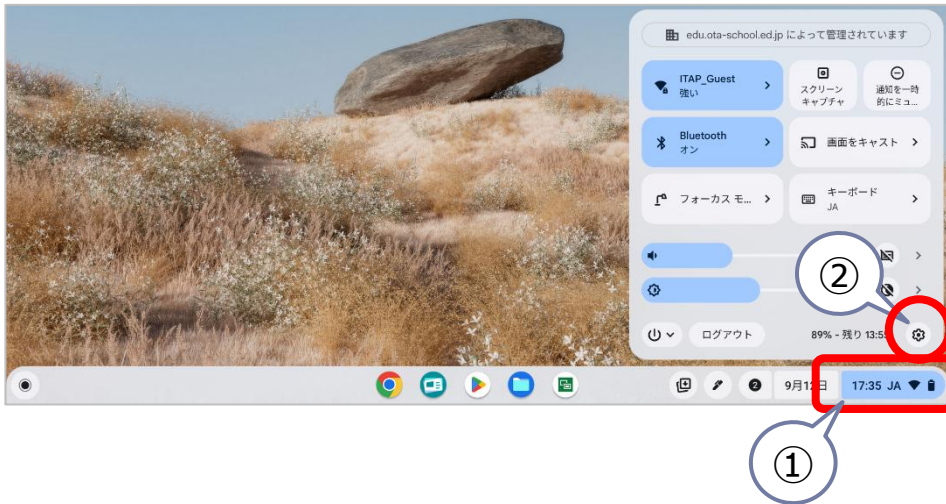 edu.ota-school.ed.jp によって管理されています
ITAP_Guest
強い
スクリーン
キャプチャ
通知を一時
的にミュ...
Bluetooth
オン
画面をキャスト
フォーカス モ...
キーボード
JA
②
ログアウト
89% - 残り 13:55
2
9月12日
17:35 JA
①